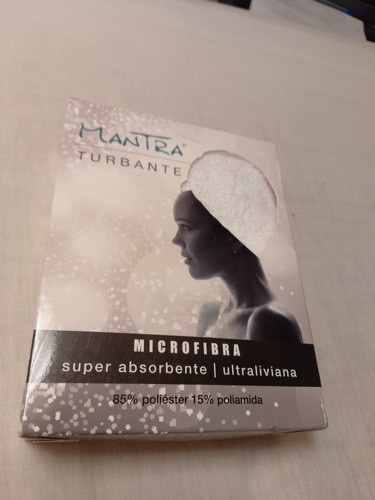 MANTRA®
TURBANTE
MICROFIBRA
super absorbente | ultraliviana
85% poliéster 15% poliamida